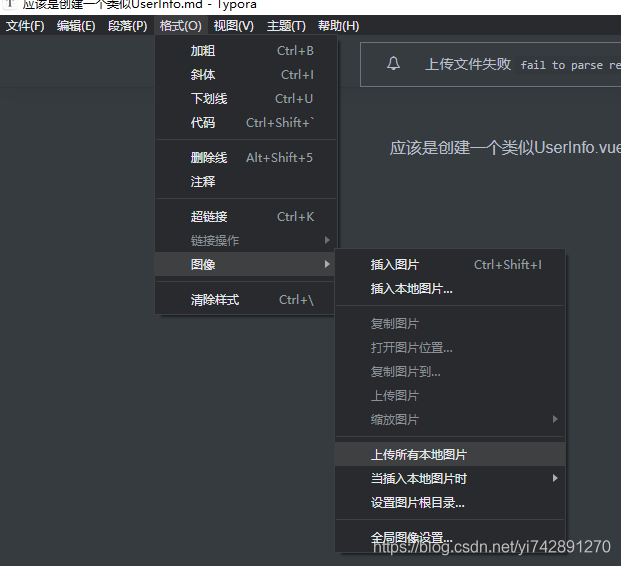 T 应该是创建一个类似UserInfo.md - Typora
文件(F) 编辑(E) 段落(P) 格式(O) 视图(V) 主题(T) 帮助(H)
加粗 Ctrl+B
斜体 Ctrl+I
下划线 Ctrl+U
代码 Ctrl+Shift+`
删除线 Alt+Shift+5
注释
超链接 Ctrl+K
链接操作
图像
清除样式 Ctrl+\
上传文件失败 fail to parse re
应该是创建一个类似UserInfo.vue
插入图片 Ctrl+Shift+I
插入本地图片...
复制图片
打开图片位置...
复制图片到...
上传图片
缩放图片
上传所有本地图片
当插入本地图片时
设置图片根目录...
全局图像设置...
https://blog.csdn.net/yi742891270